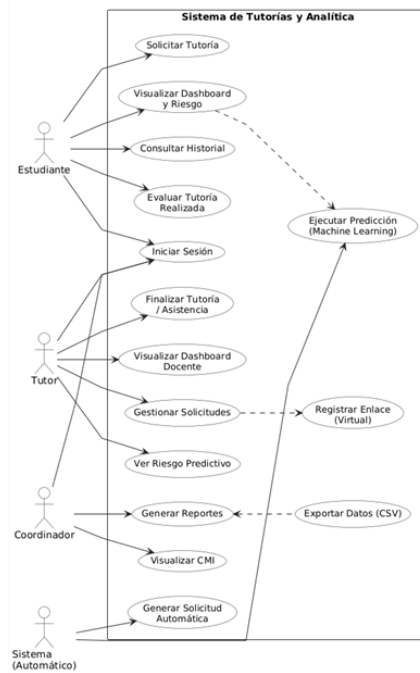 Sistema de Tutorías y Analítica
Solicitar Tutoría
Visualizar Dashboard
y Riesgo
Consultar Historial
Estudiante
Evaluar Tutoría
Realizada
Ejecutar Predicción
(Machine Learning)
Iniciar Sesión
Finalizar Tutoría
/ Asistencia
Visualizar Dashboard
Docente
Tutor
Gestionar Solicitudes
Registrar Enlace
(Virtual)
Ver Riesgo Predictivo
Generar Reportes
Exportar Datos (CSV)
Coordinador
Visualizar CMI
Generar Solicitud
Automática
Sistema
(Automático)